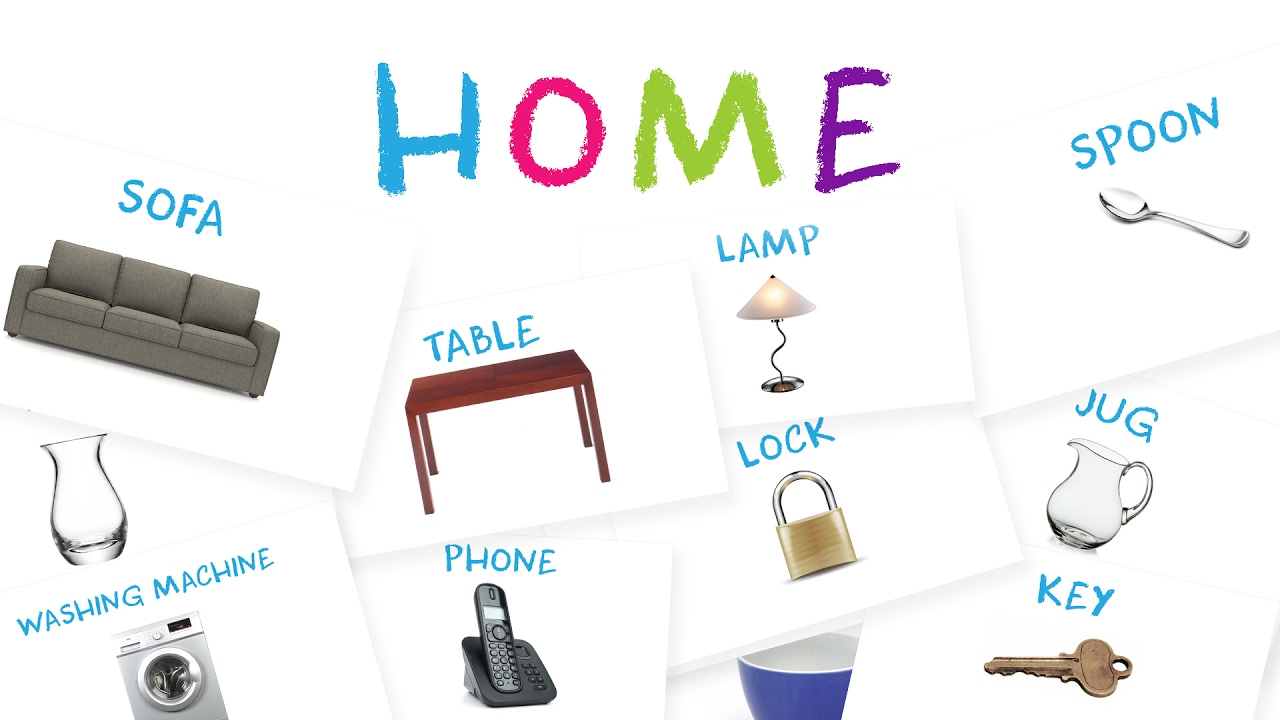 HOME
SPOON
SOFA
LAMP
TABLE
JUG
LOCK
PHONE
WASHING MACHINE
KEY